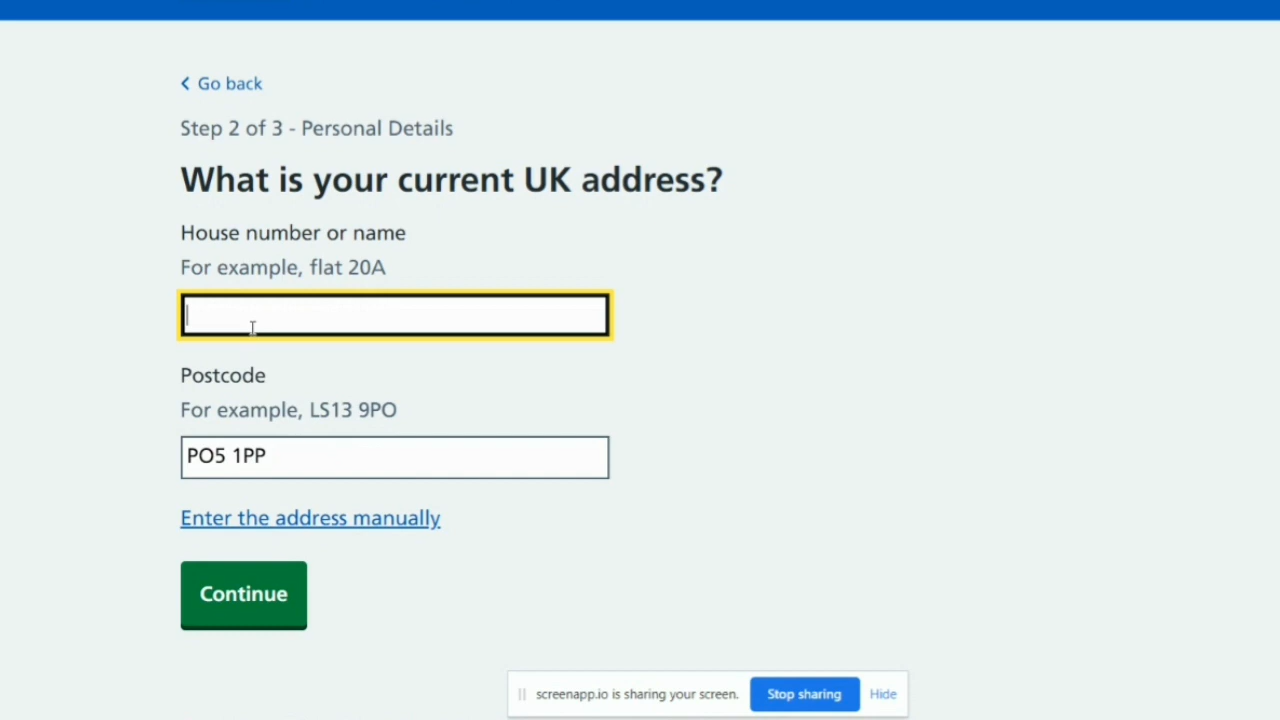 Go back
Step 2 of 3 - Personal Details
What is your current UK address?
House number or name
For example, flat 20A
Postcode
For example, LS13 9PO
PO5 1PP
Enter the address manually
Continue
screenapp.io is sharing your screen. Stop sharing Hide